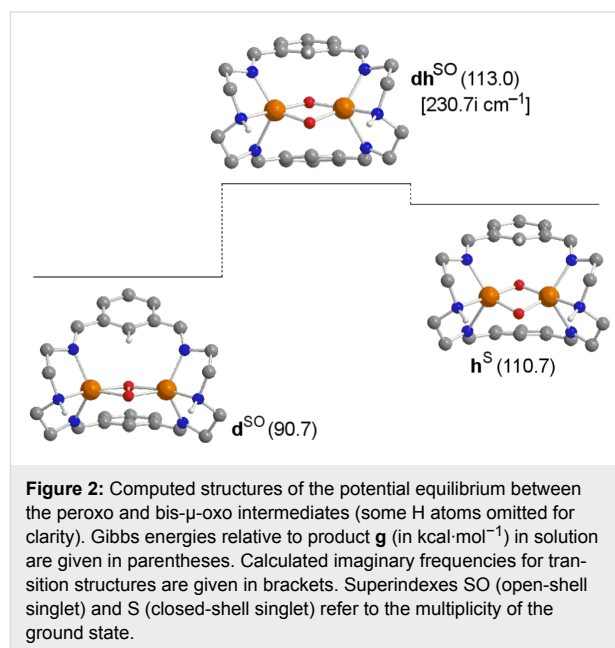 dh^SO (113.0)
[230.7i cm⁻¹]
h^S (110.7)
d^SO (90.7)
Figure 2: Computed structures of the potential equilibrium between
the peroxo and bis-μ-oxo intermediates (some H atoms omitted for
clarity). Gibbs energies relative to product g (in kcal·mol⁻¹) in solution
are given in parentheses. Calculated imaginary frequencies for tran-
sition structures are given in brackets. Superindexes SO (open-shell
singlet) and S (closed-shell singlet) refer to the multiplicity of the
ground state.